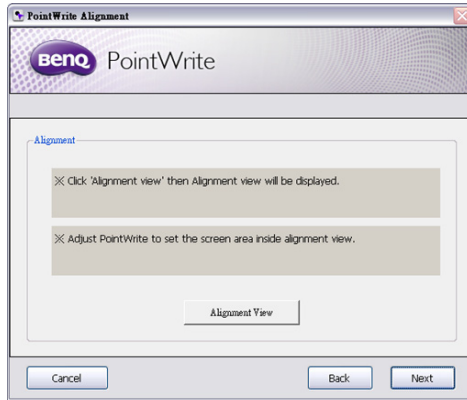 PointWrite Alignment
BenQ PointWrite
Alignment
※ Click 'Alignment view' then Alignment view will be displayed.
※ Adjust PointWrite to set the screen area inside alignment view.
Alignment View
Cancel Back Next